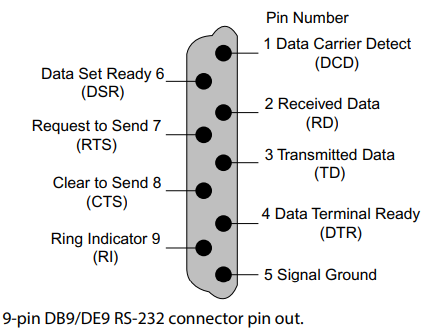 Pin Number
1 Data Carrier Detect
(DCD)
Data Set Ready 6
(DSR)
2 Received Data
(RD)
Request to Send 7
(RTS)
3 Transmitted Data
(TD)
Clear to Send 8
(CTS)
4 Data Terminal Ready
(DTR)
Ring Indicator 9
(RI)
5 Signal Ground
9-pin DB9/DE9 RS-232 connector pin out.